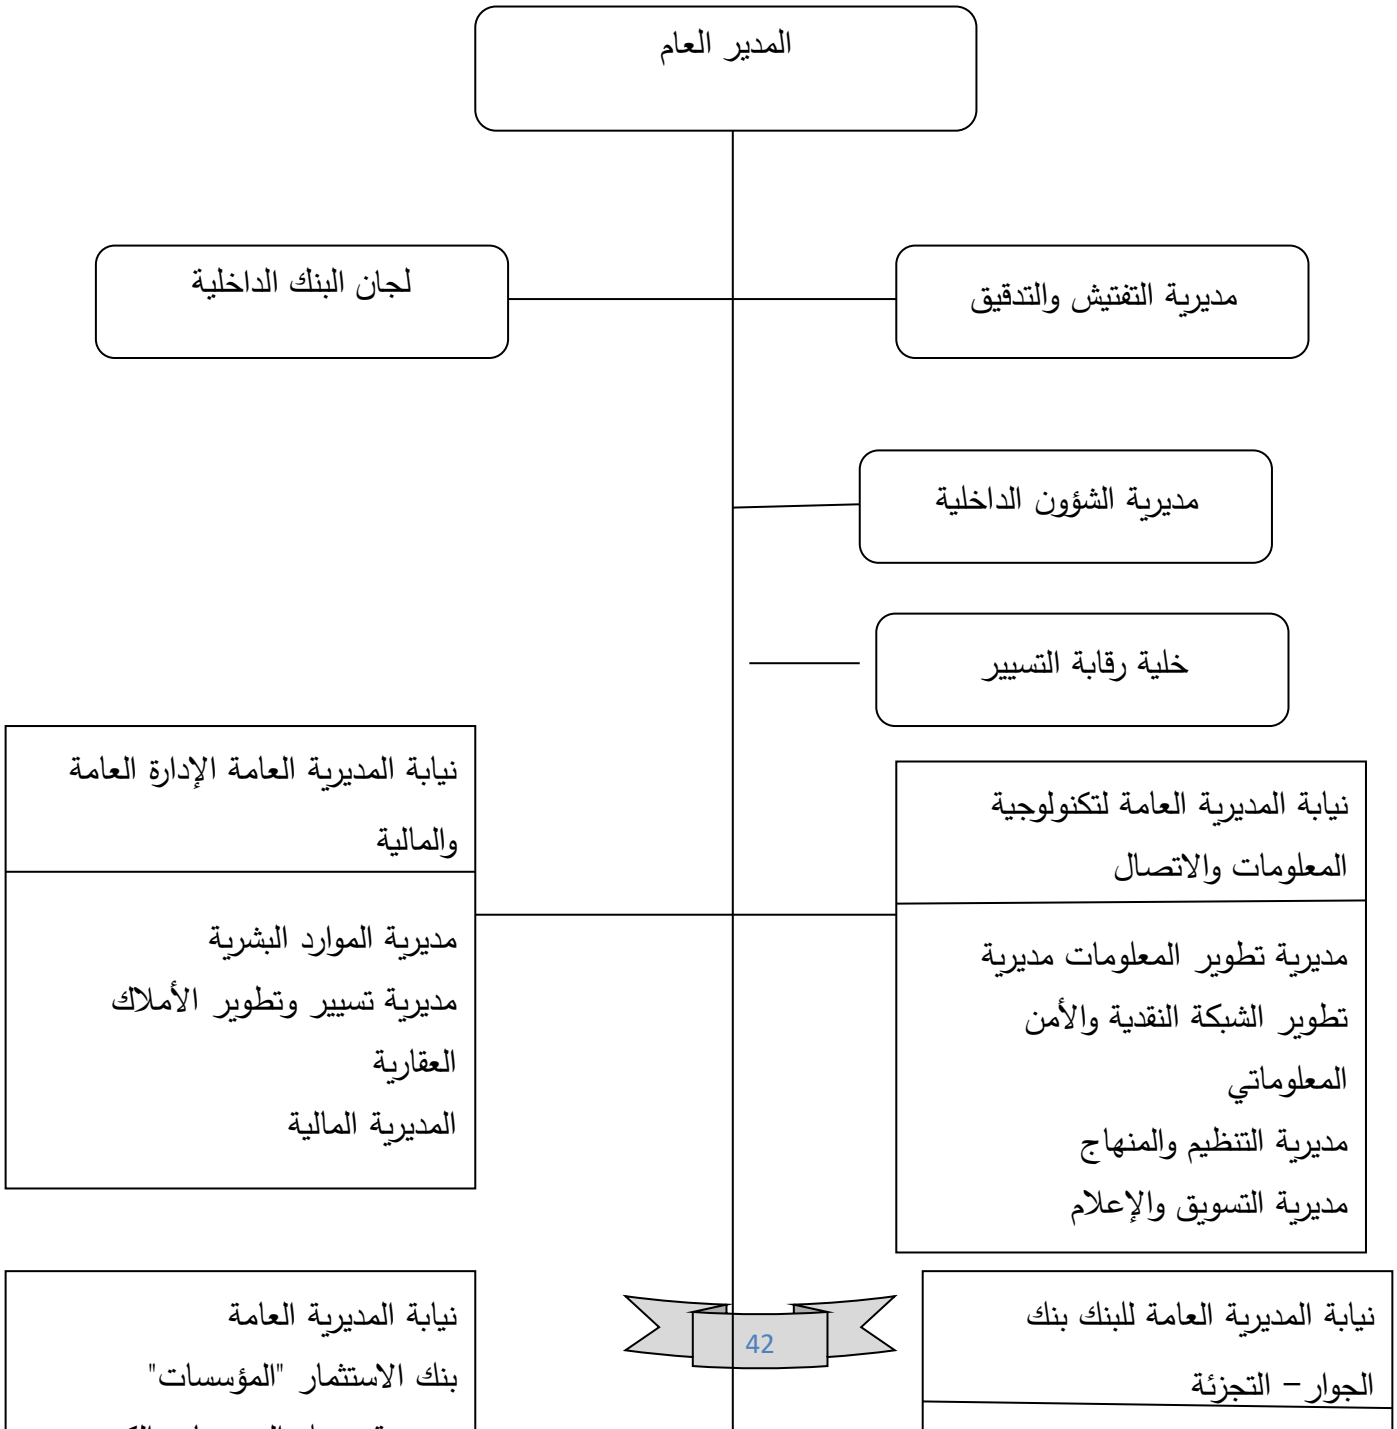 المدير العام
مديرية التفتيش والتدقيق
لجان البنك الداخلية
مديرية الشؤون الداخلية
خلية رقابة التسيير
نيابة المديرية العامة لتكنولوجية
المعلومات والاتصال
مديرية تطوير المعلومات مديرية
تطوير الشبكة النقدية والأمن
المعلوماتي
مديرية التنظيم والمنهاج
مديرية التسويق والإعلام
نيابة المديرية العامة الإدارة العامة
والمالية
مديرية الموارد البشرية
مديرية تسيير وتطوير الأملاك
العقارية
المديرية المالية
نيابة المديرية العامة للبنك بنك
الجوار – التجزئة
نيابة المديرية العامة
بنك الاستثمار "المؤسسات"
42